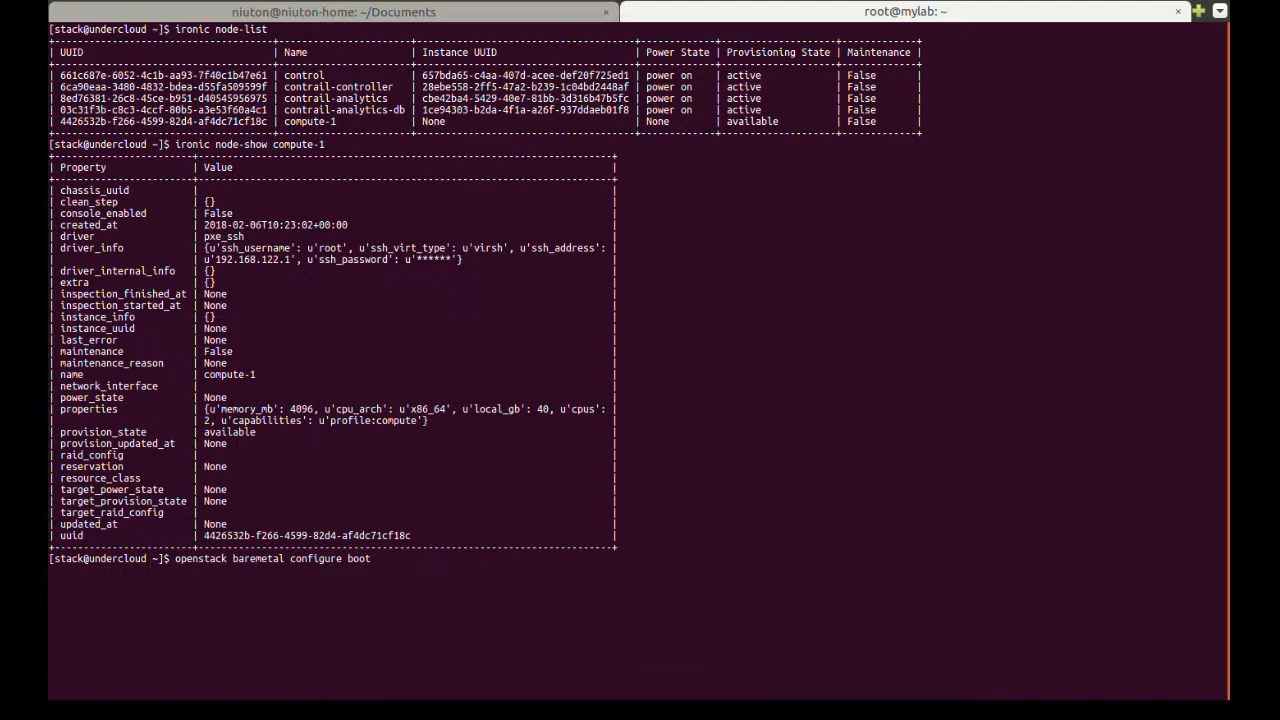 niuton@niuton-home: ~/Documents × root@mylab: ~ ×
[stack@undercloud ~]$ ironic node-list
+--------------------------------------+-----------------------+--------------------------------------+-------------+--------------------+-------------+
| UUID | Name | Instance UUID | Power State | Provisioning State | Maintenance |
+--------------------------------------+-----------------------+--------------------------------------+-------------+--------------------+-------------+
| 661c687e-6052-4c1b-aa93-7f40c1b47e61 | control | 657bda65-c4aa-407d-acee-def20f725ed1 | power on | active | False |
| 6ca90eaa-3480-4832-bdea-d55fa509599f | contrail-controller | 28ebe558-2ff5-47a2-b239-1c04bd2448af | power on | active | False |
| 8ed76381-26c8-45ce-b951-d40545956975 | contrail-analytics | cbe42ba4-5429-40e7-81bb-3d316b47b5fc | power on | active | False |
| 03c31f3b-c8c3-4ccf-80b5-a3e53f60a4c1 | contrail-analytics-db | 1ce94303-b2da-4f1a-a26f-937ddaeb01f8 | power on | active | False |
| 4426532b-f266-4599-82d4-af4dc71cf18c | compute-1 | None | None | available | False |
+--------------------------------------+-----------------------+--------------------------------------+-------------+--------------------+-------------+
[stack@undercloud ~]$ ironic node-show compute-1
+------------------------+------------------------------------------------------------------------+
| Property | Value |
+------------------------+------------------------------------------------------------------------+
| chassis_uuid | |
| clean_step | {} |
| console_enabled | False |
| created_at | 2018-02-06T10:23:02+00:00 |
| driver | pxe_ssh |
| driver_info | {u'ssh_username': u'root', u'ssh_virt_type': u'virsh', u'ssh_address': |
| | u'192.168.122.1', u'ssh_password': u'******'} |
| driver_internal_info | {} |
| extra | {} |
| inspection_finished_at | None |
| inspection_started_at | None |
| instance_info | {} |
| instance_uuid | None |
| last_error | None |
| maintenance | False |
| maintenance_reason | None |
| name | compute-1 |
| network_interface | |
| power_state | None |
| properties | {u'memory_mb': 4096, u'cpu_arch': u'x86_64', u'local_gb': 40, u'cpus': |
| | 2, u'capabilities': u'profile:compute'} |
| provision_state | available |
| provision_updated_at | None |
| raid_config | |
| reservation | None |
| resource_class | |
| target_power_state | None |
| target_provision_state | None |
| target_raid_config | |
| updated_at | None |
| uuid | 4426532b-f266-4599-82d4-af4dc71cf18c |
+------------------------+------------------------------------------------------------------------+
[stack@undercloud ~]$ openstack baremetal configure boot